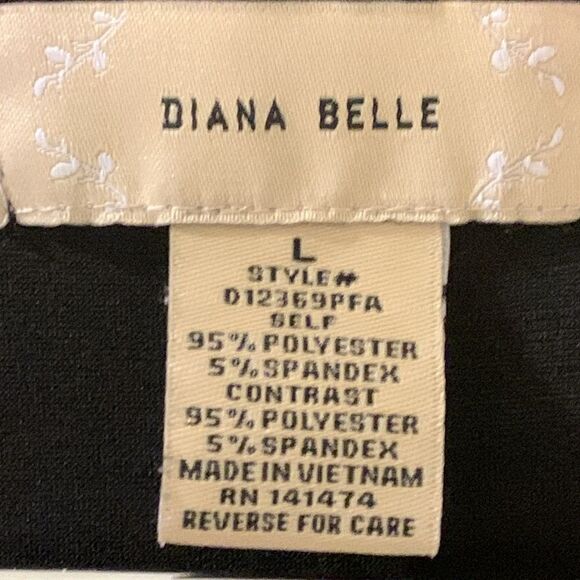 DIANA BELLE
L
STYLE#
D12369PFA
SELF
95% POLYESTER
5% SPANDEX
CONTRAST
95% POLYESTER
5% SPANDEX
MADE IN VIETNAM
RN 141474
REVERSE FOR CARE